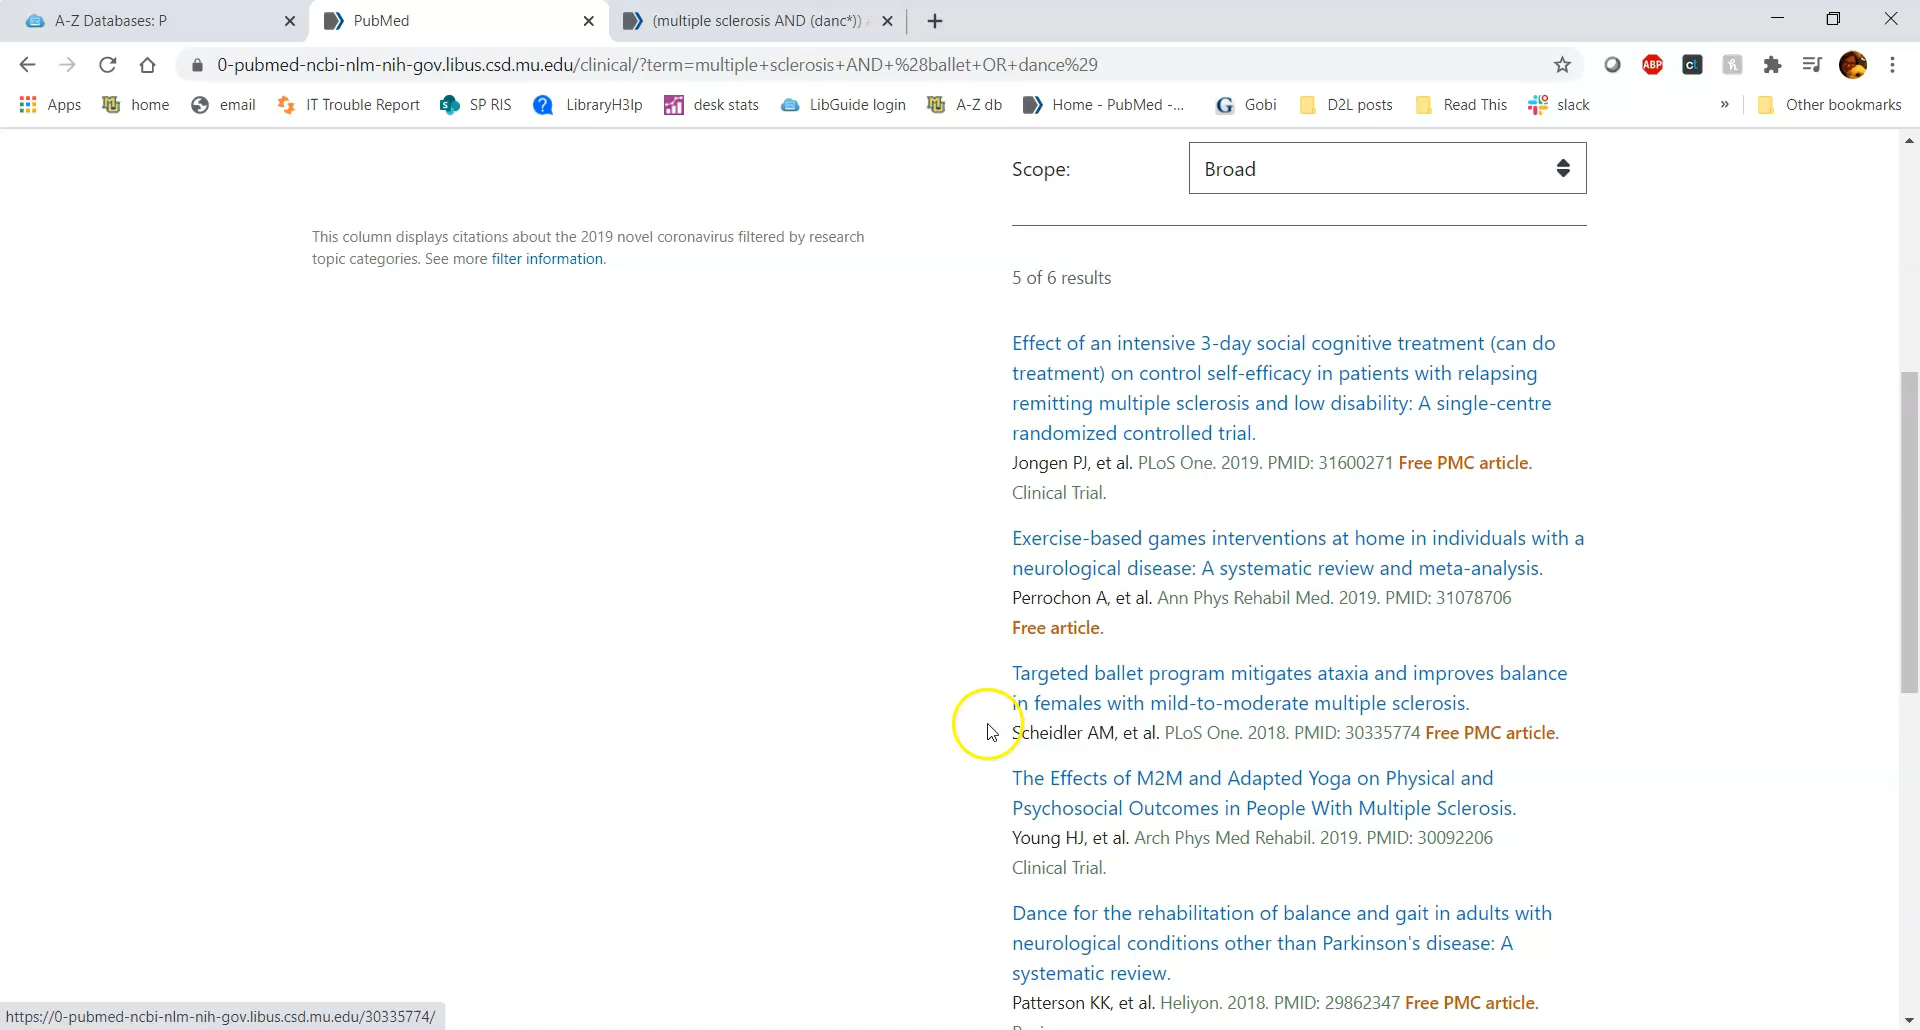 A-Z Databases: P
PubMed
(multiple sclerosis AND (danc*))
0-pubmed-ncbi-nlm-nih-gov.libus.csd.mu.edu/clinical/?term=multiple+sclerosis+AND+%28ballet+OR+dance%29
ABP
Apps
home
email
IT Trouble Report
SP RIS
LibraryH3lp
desk stats
LibGuide login
A-Z db
Home - PubMed -...
Gobi
D2L posts
Read This
slack
»
Other bookmarks
Scope:
Broad
This column displays citations about the 2019 novel coronavirus filtered by research
topic categories. See more filter information.
5 of 6 results
Effect of an intensive 3-day social cognitive treatment (can do
treatment) on control self-efficacy in patients with relapsing
remitting multiple sclerosis and low disability: A single-centre
randomized controlled trial.
Jongen PJ, et al. PLoS One. 2019. PMID: 31600271 Free PMC article.
Clinical Trial.
Exercise-based games interventions at home in individuals with a
neurological disease: A systematic review and meta-analysis.
Perrochon A, et al. Ann Phys Rehabil Med. 2019. PMID: 31078706
Free article.
Targeted ballet program mitigates ataxia and improves balance
in females with mild-to-moderate multiple sclerosis.
Scheidler AM, et al. PLoS One. 2018. PMID: 30335774 Free PMC article.
The Effects of M2M and Adapted Yoga on Physical and
Psychosocial Outcomes in People With Multiple Sclerosis.
Young HJ, et al. Arch Phys Med Rehabil. 2019. PMID: 30092206
Clinical Trial.
Dance for the rehabilitation of balance and gait in adults with
neurological conditions other than Parkinson's disease: A
systematic review.
Patterson KK, et al. Heliyon. 2018. PMID: 29862347 Free PMC article.
https://0-pubmed-ncbi-nlm-nih-gov.libus.csd.mu.edu/30335774/